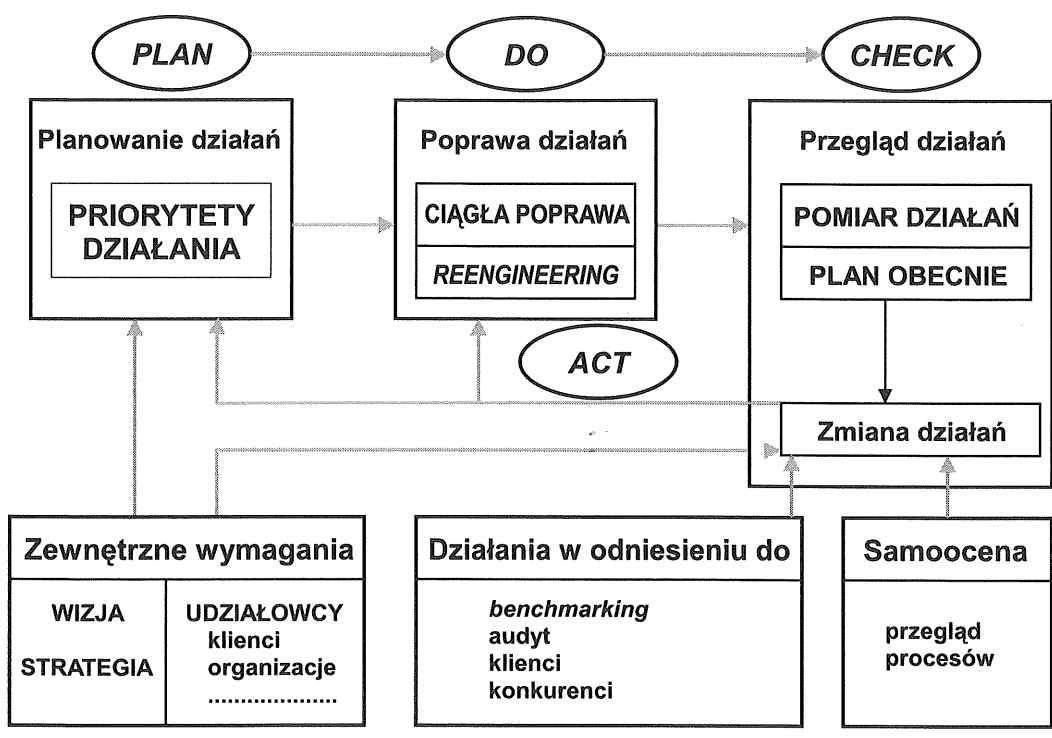 PLAN
DO
CHECK
Planowanie działań
PRIORYTETY
DZIAŁANIA
Poprawa działań
CIĄGŁA POPRAWA
REENGINEERING
Przegląd działań
POMIAR DZIAŁAŃ
PLAN OBECNIE
ACT
Zmiana działań
Zewnętrzne wymagania
WIZJA
STRATEGIA
UDZIAŁOWCY
klienci
organizacje
.....................
Działania w odniesieniu do
benchmarking
audyt
klienci
konkurenci
Samoocena
przegląd
procesów